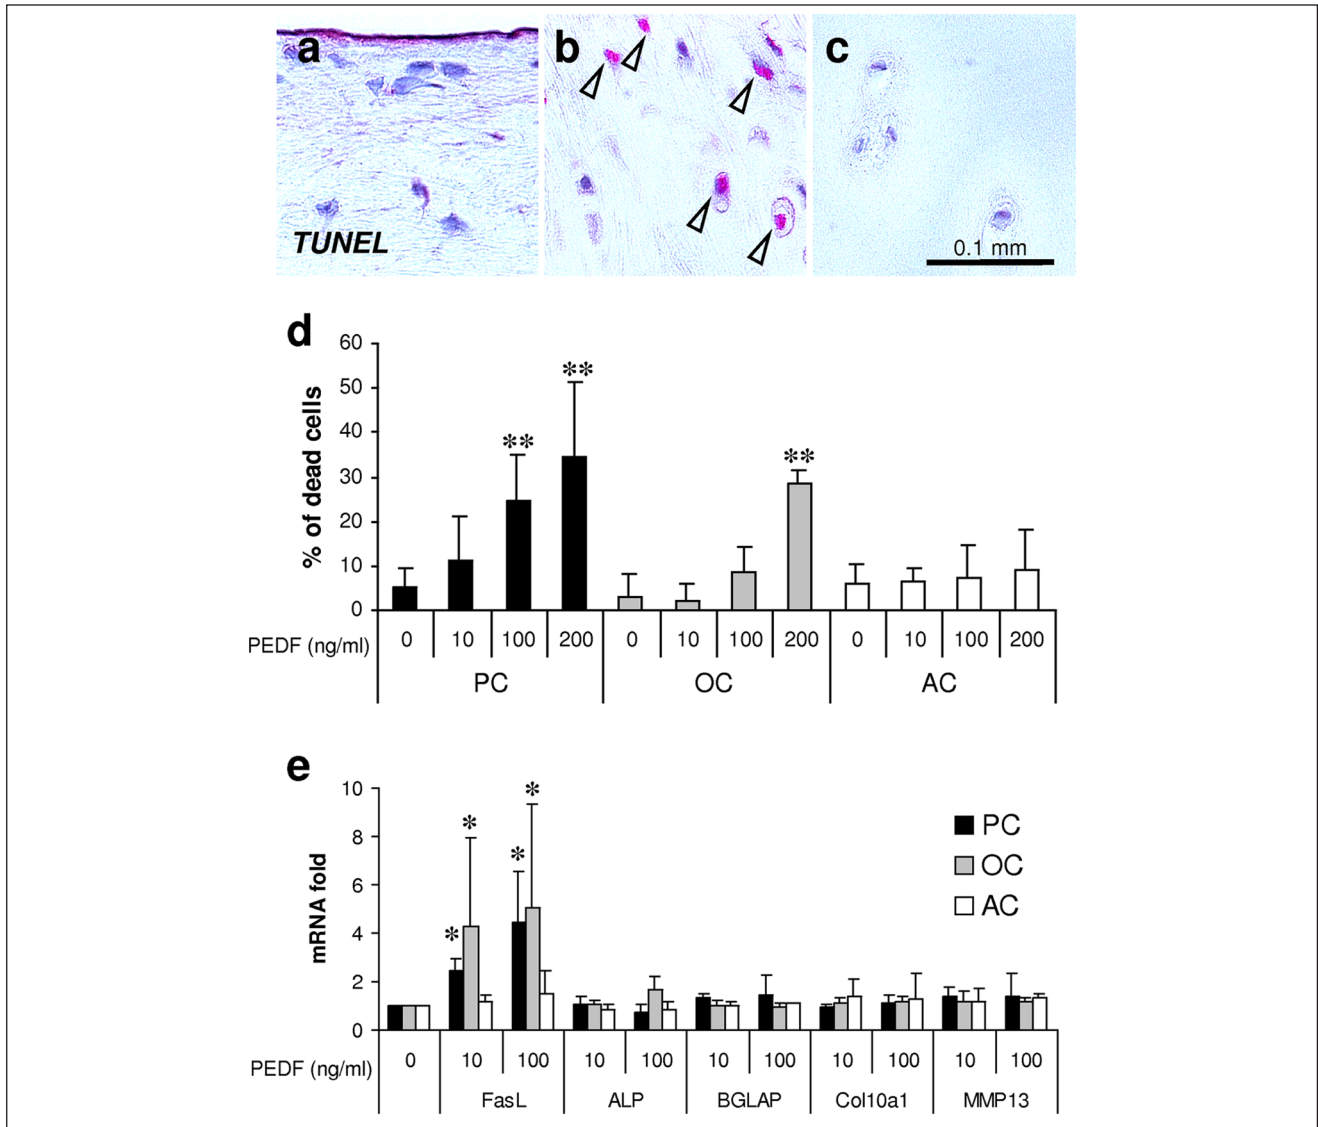 a
b
c
TUNEL
0.1 mm
d
60
50
40
30
20
10
0
% of dead cells
** ** **
PEDF (ng/ml) 0 10 100 200 0 10 100 200 0 10 100 200
PC OC AC
e
10
8
6
4
2
0
mRNA fold
* * * *
PC
OC
AC
PEDF (ng/ml) 0 10 100 10 100 10 100 10 100 10 100
FasL ALP BGLAP Col10a1 MMP13